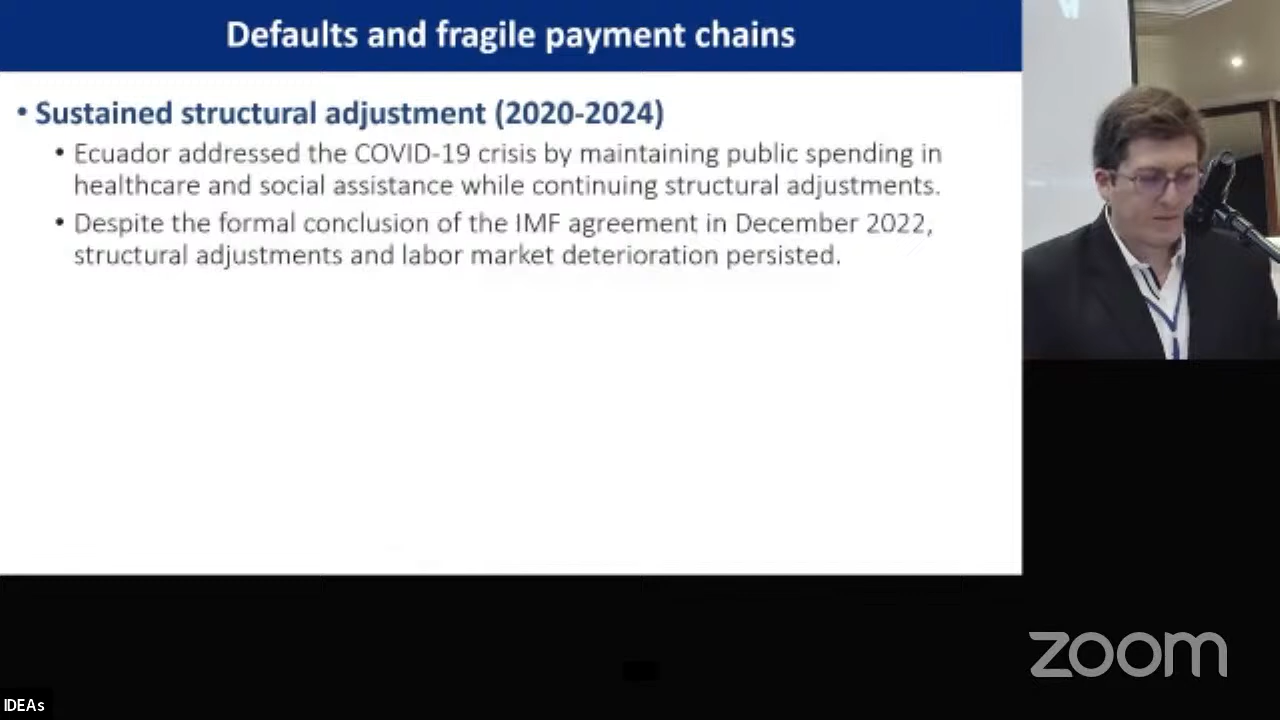 Defaults and fragile payment chains
• Sustained structural adjustment (2020-2024)
• Ecuador addressed the COVID-19 crisis by maintaining public spending in
healthcare and social assistance while continuing structural adjustments.
• Despite the formal conclusion of the IMF agreement in December 2022,
structural adjustments and labor market deterioration persisted.
zoom
IDEAs